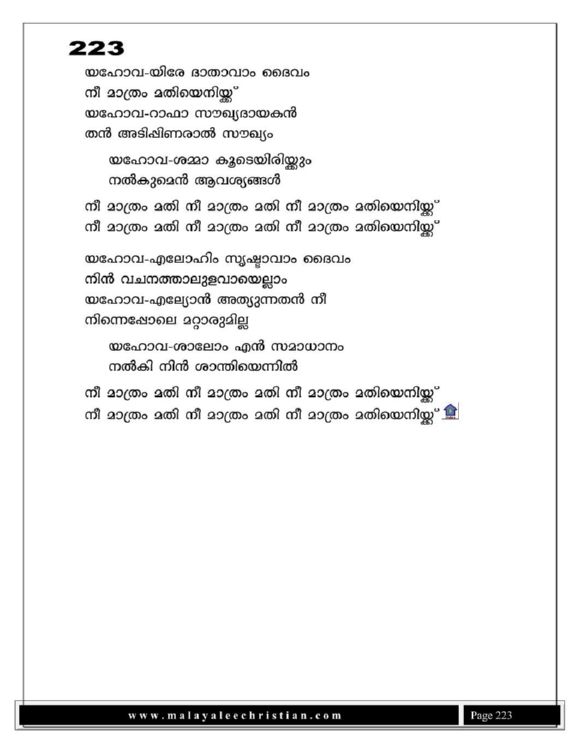 223
യഹോവ-യിരേ ദാതാവാം ദൈവം
നീ മാത്രം മതിയെനിയ്ക്ക്
യഹോവ-റാഫാ സൗഖ്യദായകൻ
തൻ അടിപ്പിണരാൽ സൗഖ്യം
യഹോവ-ശമ്മാ കൂടെയിരിയ്ക്കും
നൽകുമെൻ ആവശ്യങ്ങൾ
നീ മാത്രം മതി നീ മാത്രം മതി നീ മാത്രം മതിയെനിയ്ക്ക്
നീ മാത്രം മതി നീ മാത്രം മതി നീ മാത്രം മതിയെനിയ്ക്ക്
യഹോവ-എലോഹിം സൃഷ്ടാവാം ദൈവം
നിൻ വചനത്താലുളവായെല്ലാം
യഹോവ-എല്യോൻ അത്യുന്നതൻ നീ
നിന്നെപ്പോലെ മറ്റാരുമില്ല
യഹോവ-ശാലോം എൻ സമാധാനം
നൽകി നിൻ ശാന്തിയെന്നിൽ
നീ മാത്രം മതി നീ മാത്രം മതി നീ മാത്രം മതിയെനിയ്ക്ക്
നീ മാത്രം മതി നീ മാത്രം മതി നീ മാത്രം മതിയെനിയ്ക്ക്
www.malayaleechristian.com
Page 223